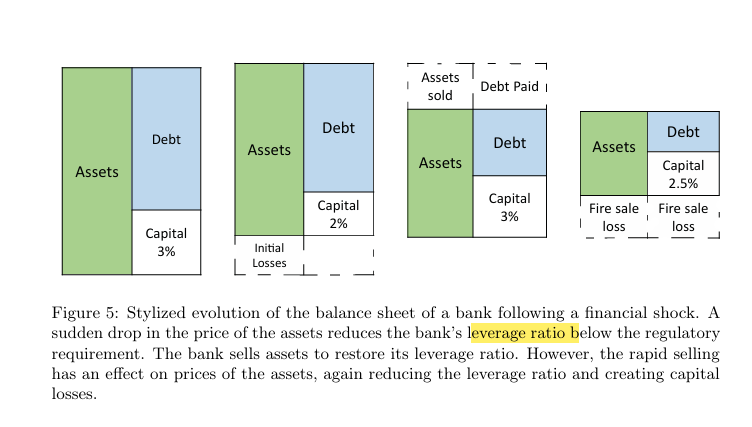 Assets
Debt
Capital
3%
Assets
Debt
Capital
2%
Initial
Losses
Assets
sold
Debt Paid
Assets
Debt
Capital
3%
Assets
Debt
Capital
2.5%
Fire sale
loss
Fire sale
loss
Figure 5: Stylized evolution of the balance sheet of a bank following a financial shock. A
sudden drop in the price of the assets reduces the bank's leverage ratio below the regulatory
requirement. The bank sells assets to restore its leverage ratio. However, the rapid selling
has an effect on prices of the assets, again reducing the leverage ratio and creating capital
losses.